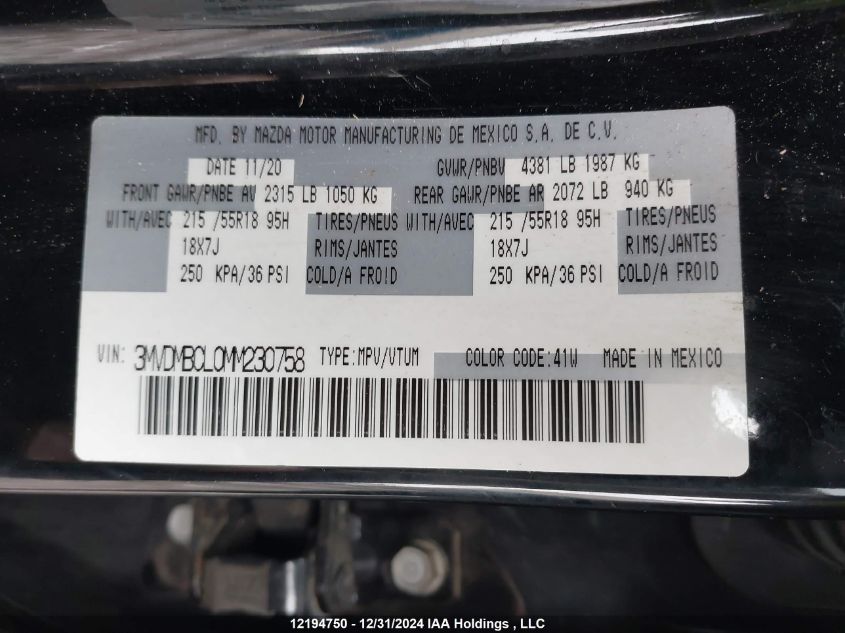 MFD. BY MAZDA MOTOR MANUFACTURING DE MEXICO S.A. DE C.V.
DATE 11/20 GVWR/PNBV 4381 LB 1987 KG
FRONT GAWR/PNBE AV 2315 LB 1050 KG REAR GAWR/PNBE AR 2072 LB 940 KG
WITH/AVEC 215 /55R18 95H TIRES/PNEUS WITH/AVEC 215 /55R18 95H TIRES/PNEUS
18X7J RIMS/JANTES 18X7J RIMS/JANTES
250 KPA/36 PSI COLD/A FROID 250 KPA/36 PSI COLD/A FROID
VIN: 3MVDMBCL0MM230758 TYPE:MPV/VTUM COLOR CODE:41W MADE IN MEXICO
12194750 - 12/31/2024 IAA Holdings , LLC